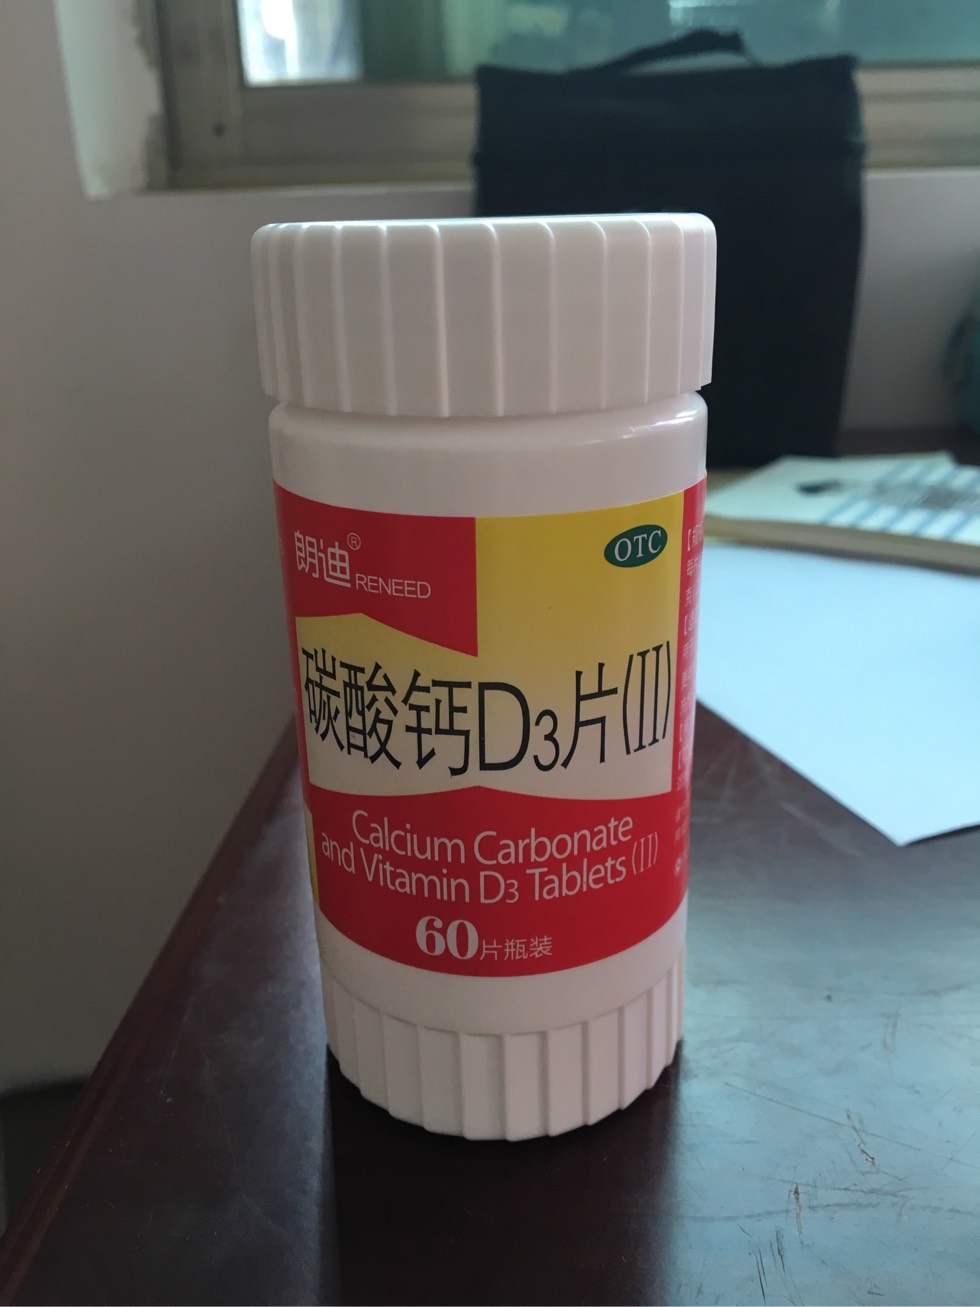 朗迪®
RENEED
OTC
碳酸钙D3片(II)
Calcium Carbonate
and Vitamin D3 Tablets (II)
60片瓶装